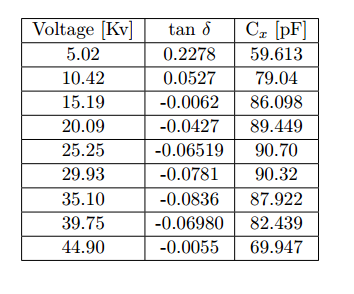 Voltage [Kv] tan δ Cₓ [pF]
5.02 0.2278 59.613
10.42 0.0527 79.04
15.19 -0.0062 86.098
20.09 -0.0427 89.449
25.25 -0.06519 90.70
29.93 -0.0781 90.32
35.10 -0.0836 87.922
39.75 -0.06980 82.439
44.90 -0.0055 69.947